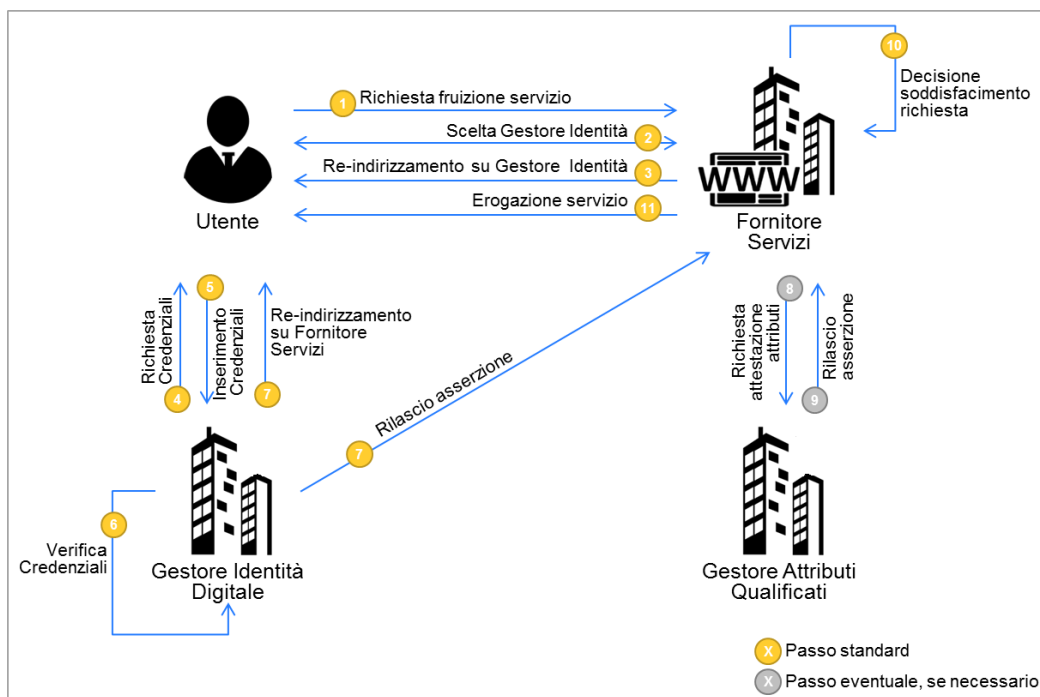 10
Decisione
soddisfacimento
richiesta
1
Richiesta fruizione servizio
Scelta Gestore Identità
2
Re-indirizzamento su Gestore Identità
3
Erogazione servizio
11
WWW
Utente
Fornitore
Servizi
Richiesta
Credenziali
4
5
Inserimento
Credenziali
Re-indirizzamento
su Fornitore
Servizi
7
Rilascio asserzione
7
8
Richiesta
attestazione
attributi
Rilascio
asserzione
9
6
Verifica
Credenziali
Gestore Identità
Digitale
Gestore Attributi
Qualificati
X Passo standard
X Passo eventuale, se necessario